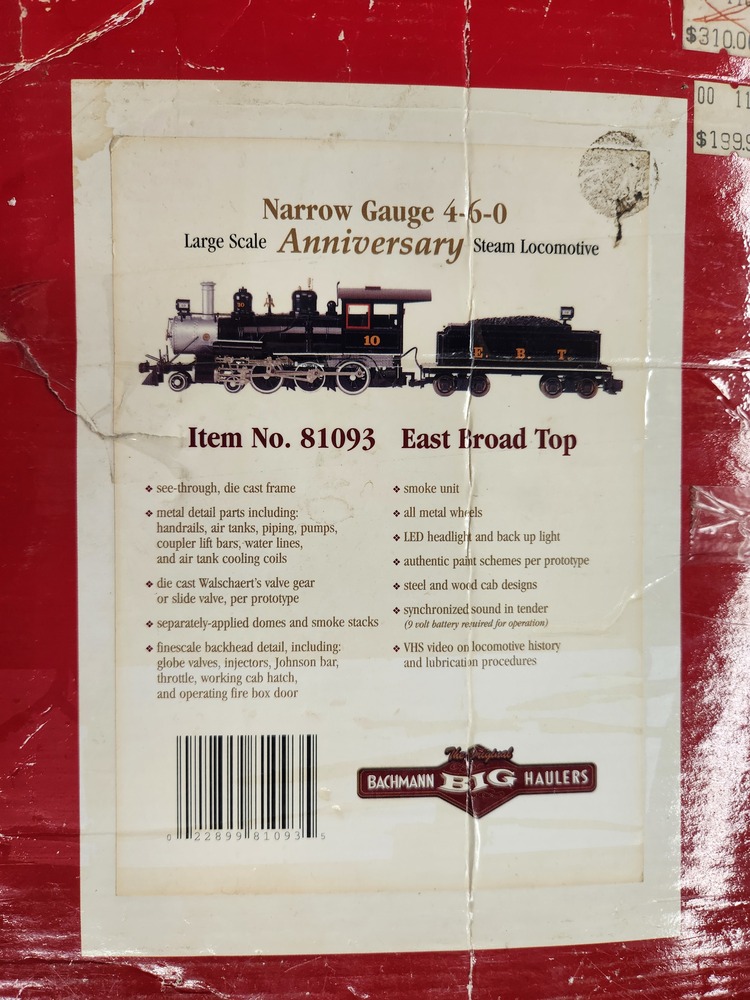 $310.0
00 11
$199.9
Narrow Gauge 4-6-0
Large Scale Anniversary Steam Locomotive
10
10
E. B. T.
Item No. 81093 East Broad Top
❖ see-through, die cast frame
❖ metal detail parts including:
handrails, air tanks, piping, pumps,
coupler lift bars, water lines,
and air tank cooling coils
❖ die cast Walschaert's valve gear
or slide valve, per prototype
❖ separately-applied domes and smoke stacks
❖ finescale backhead detail, including:
globe valves, injectors, Johnson bar,
throttle, working cab hatch,
and operating fire box door
❖ smoke unit
❖ all metal wheels
❖ LED headlight and back up light
❖ authentic paint schemes per prototype
❖ steel and wood cab designs
❖ synchronized sound in tender
(9 volt battery required for operation)
❖ VHS video on locomotive history
and lubrication procedures
0 22899 81093 5
The Original
BACHMANN BIG HAULERS